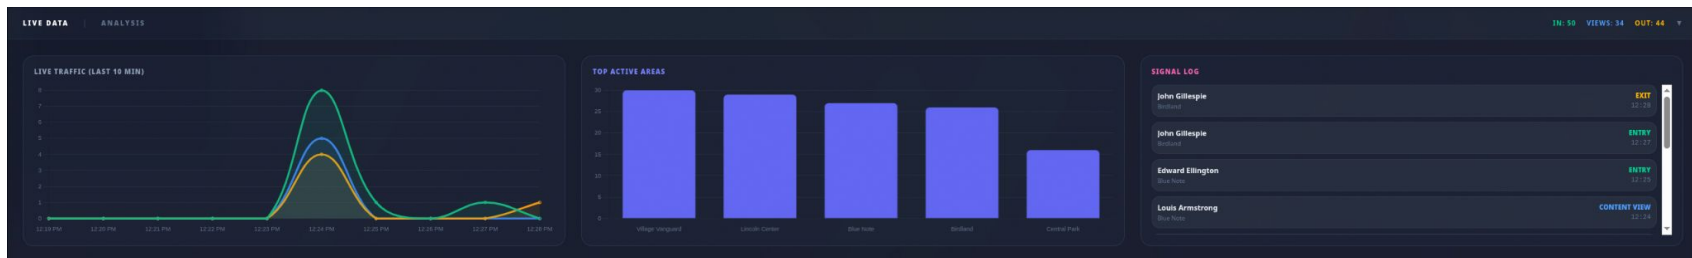 LIVE DATA | ANALYSIS
IN: 50 VIEWS: 34 OUT: 44 ▼
LIVE TRAFFIC (LAST 10 MIN)
8
7
6
5
4
3
2
1
0
12:19 PM 12:20 PM 12:21 PM 12:22 PM 12:23 PM 12:24 PM 12:25 PM 12:26 PM 12:27 PM 12:28 PM
TOP ACTIVE AREAS
30
25
20
15
10
5
0
Village Vanguard Lincoln Center Blue Note Birdland Central Park
SIGNAL LOG
John Gillespie EXIT
Birdland 12:28
John Gillespie ENTRY
Birdland 12:27
Edward Ellington ENTRY
Blue Note 12:25
Louis Armstrong CONTENT VIEW
Blue Note 12:24